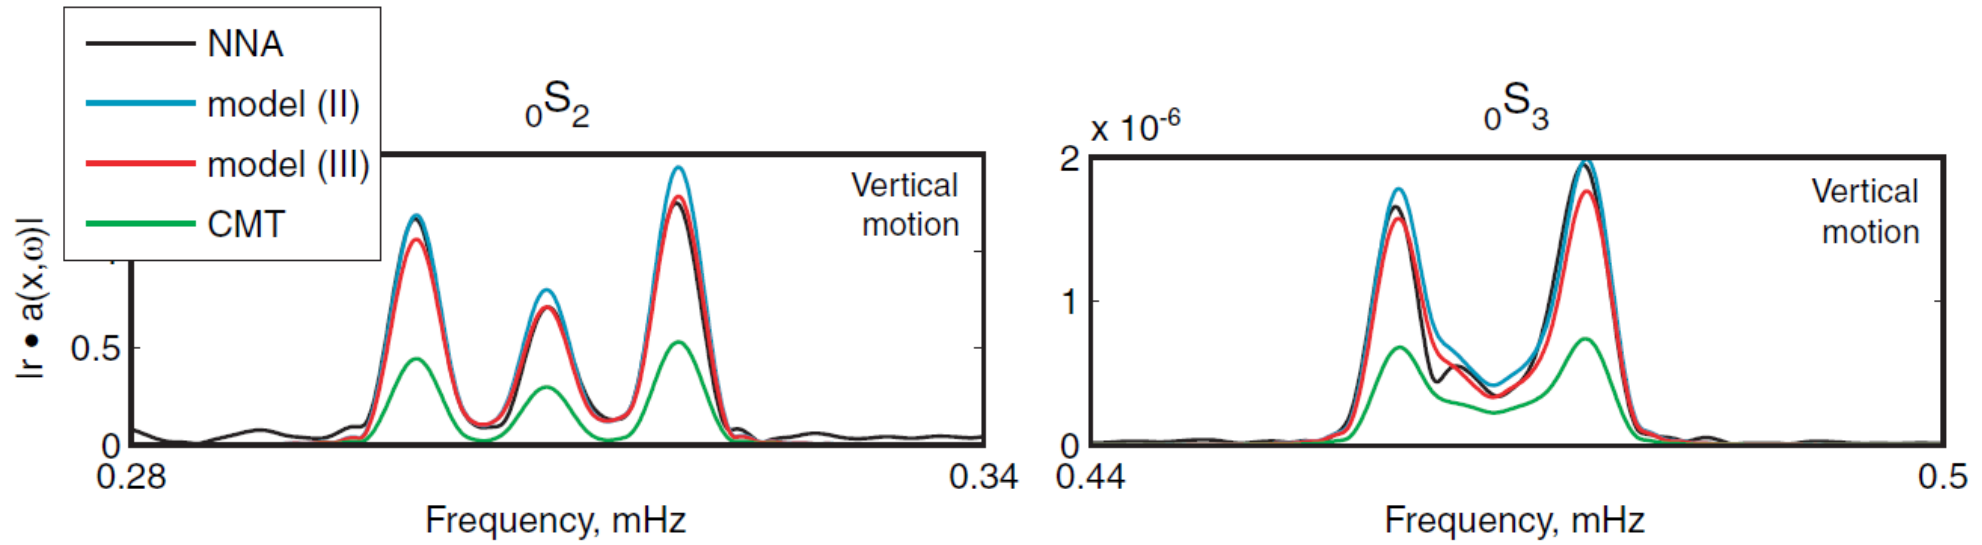 NNA
model (II)
model (III)
CMT
₀S₂
Vertical
motion
|r • a(x,ω)|
0.5
0
0.28
0.34
Frequency, mHz
₀S₃
x 10⁻⁶
Vertical
motion
2
1
0
0.44
0.5
Frequency, mHz